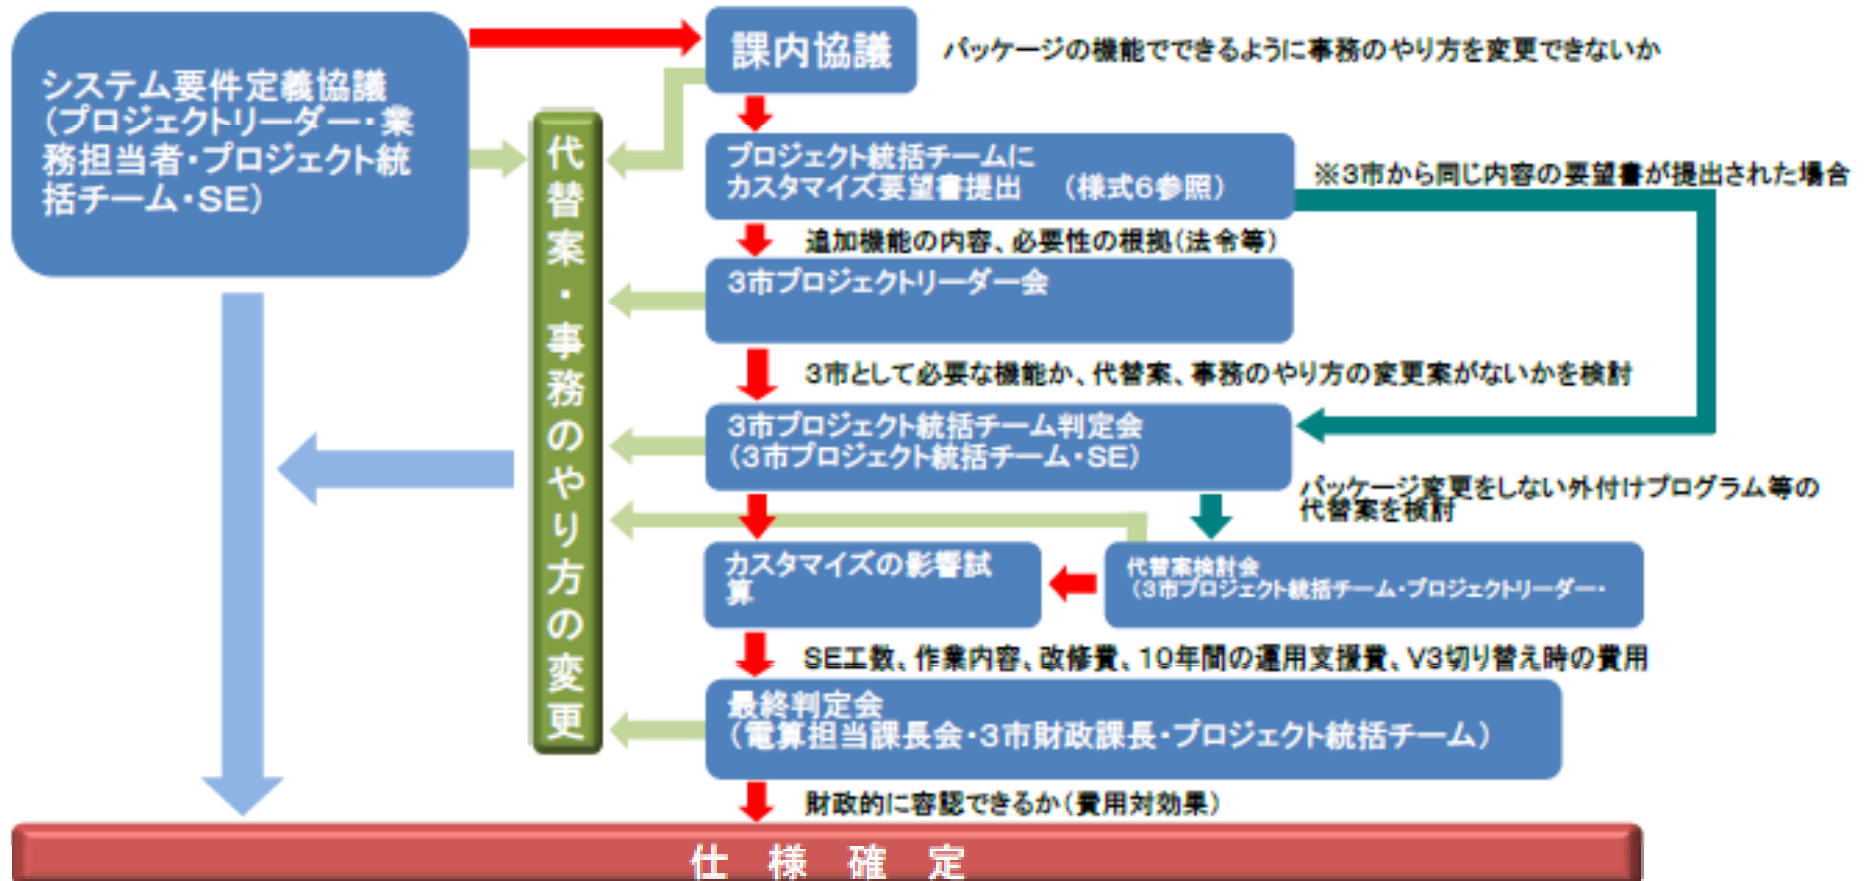 システム要件定義協議
（プロジェクトリーダー・業
務担当者・プロジェクト統
括チーム・SE）
代替案・事務のやり方の変更
課内協議
パッケージの機能でできるように事務のやり方を変更できないか
プロジェクト統括チームに
カスタマイズ要望書提出　（様式６参照）
※３市から同じ内容の要望書が提出された場合
追加機能の内容、必要性の根拠（法令等）
３市プロジェクトリーダー会
３市として必要な機能か、代替案、事務のやり方の変更案がないかを検討
３市プロジェクト統括チーム判定会
（３市プロジェクト統括チーム・SE）
パッケージ変更をしない外付けプログラム等の
代替案を検討
カスタマイズの影響試
算
代替案検討会
（３市プロジェクト統括チーム・プロジェクトリーダー・
SE工数、作業内容、改修費、１０年間の運用支援費、V3切り替え時の費用
最終判定会
（電算担当課長会・３市財政課長・プロジェクト統括チーム）
財政的に容認できるか（費用対効果）
仕　様　確　定